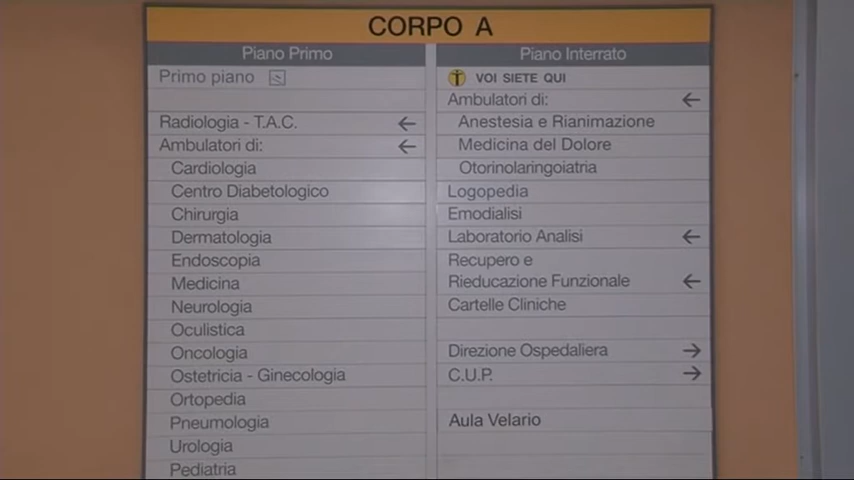 CORPO A
Piano Primo
Primo piano
Radiologia - T.A.C.
Ambulatori di:
Cardiologia
Centro Diabetologico
Chirurgia
Dermatologia
Endoscopia
Medicina
Neurologia
Oculistica
Oncologia
Ostetricia - Ginecologia
Ortopedia
Pneumologia
Urologia
Pediatria
Piano Interrato
VOI SIETE QUI
Ambulatori di:
Anestesia e Rianimazione
Medicina del Dolore
Otorinolaringoiatria
Logopedia
Emodialisi
Laboratorio Analisi
Recupero e
Rieducazione Funzionale
Cartelle Cliniche
Direzione Ospedaliera
C.U.P.
Aula Velario